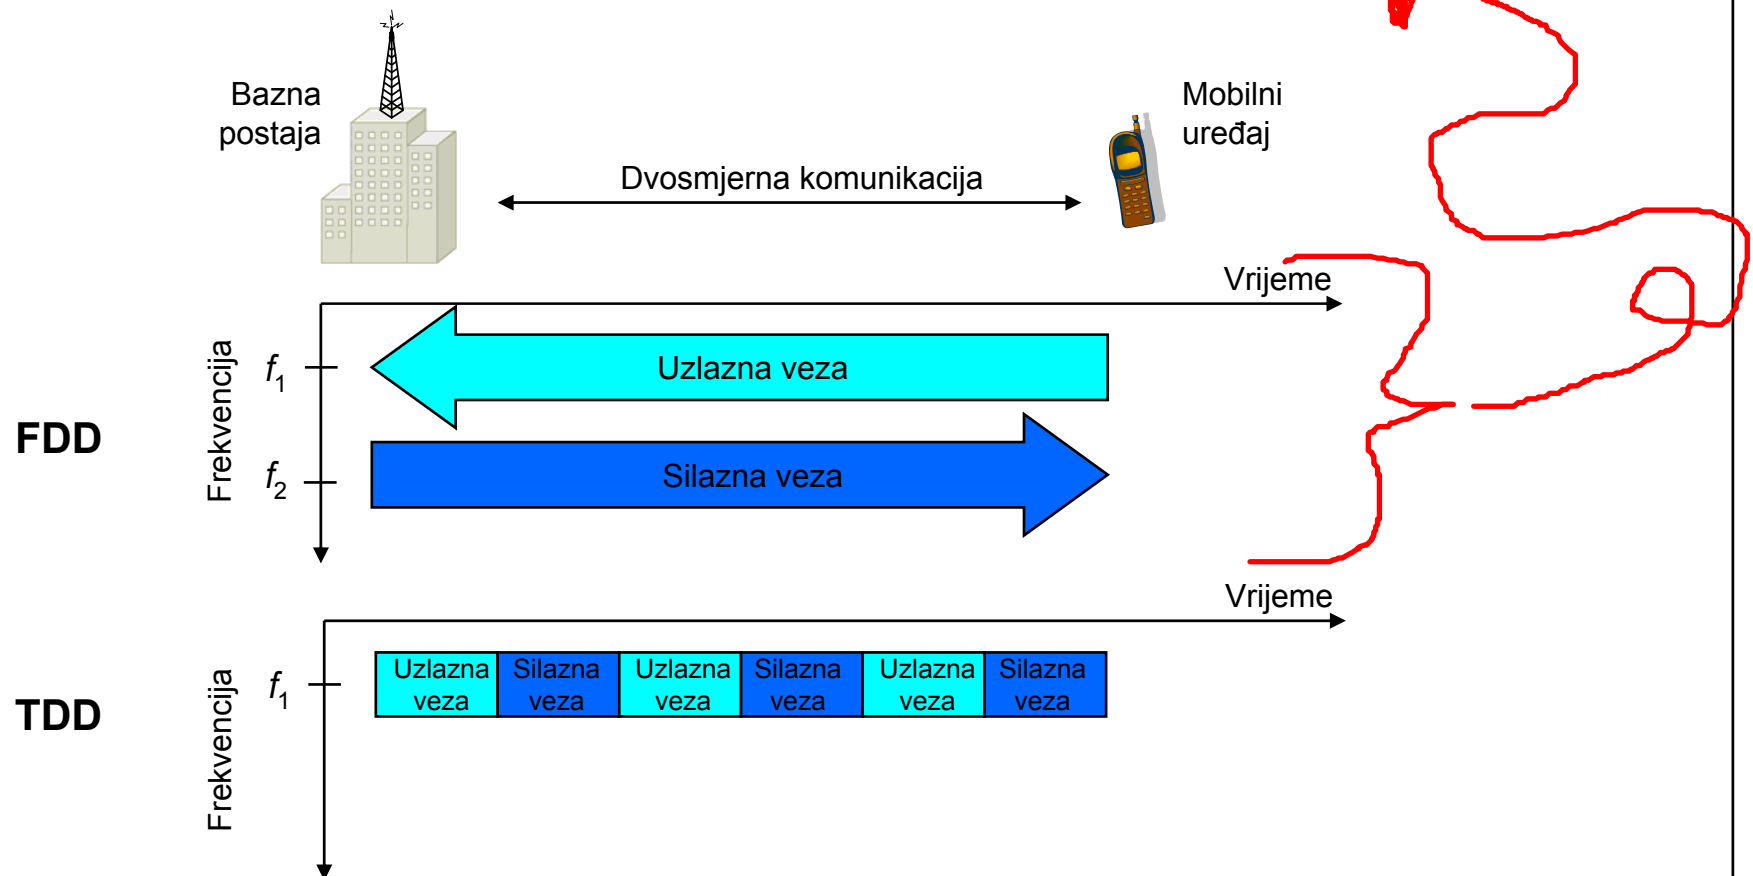 Bazna
postaja
Mobilni
uređaj
Dvosmjerna komunikacija
Vrijeme
Frekvencija
f1
Uzlazna veza
FDD
f2
Silazna veza
Vrijeme
Frekvencija
f1
Uzlazna
veza
Silazna
veza
Uzlazna
veza
Silazna
veza
Uzlazna
veza
Silazna
veza
TDD